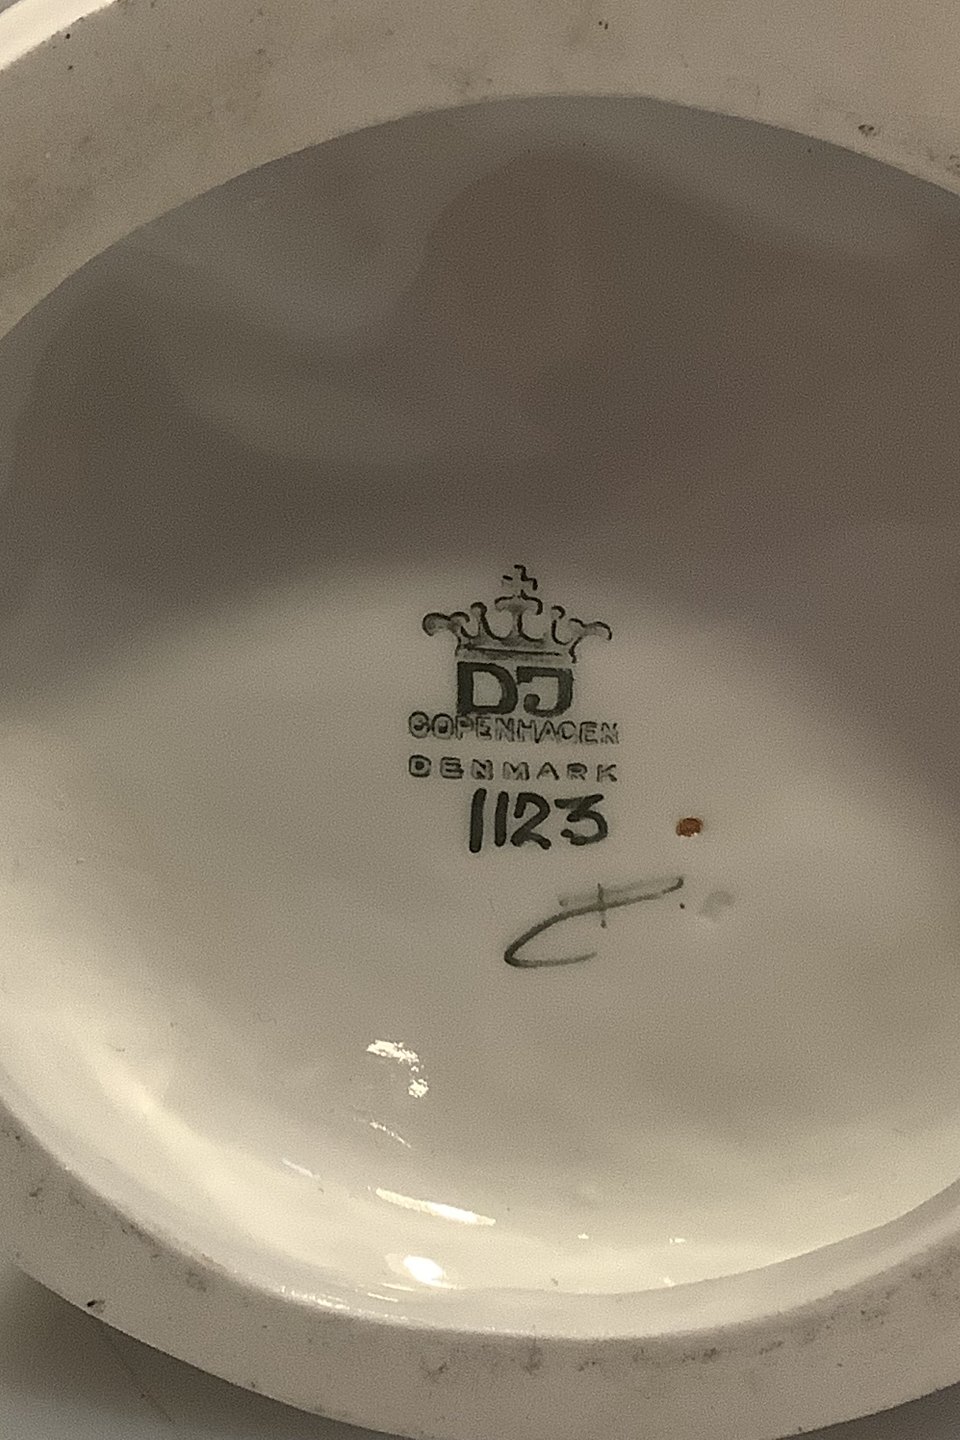 DJ
COPENHAGEN
DENMARK
1123